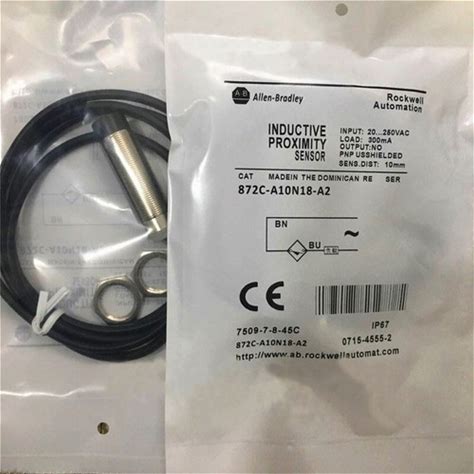 A-B
Allen-Bradley
Rockwell
Automation
INDUCTIVE
PROXIMITY
SENSOR
INPUT: 20...250VAC
LOAD: 300mA
OUTPUT:NO
PNP USSHIELDED
SENS.DIST: 10mm
CAT MADEIN THE DOMINICAN RE SER
872C-A10N18-A2
BN
BU
CE
7509-7-8-45C
IP67
872C-A10N18-A2
0715-4555-2
http://www.ab.rockwellautomat.com